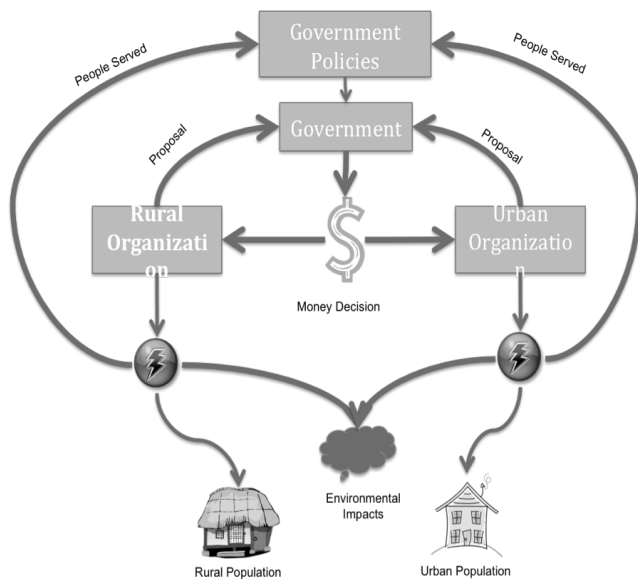 Government
Policies
People Served
People Served
Government
Proposal
Proposal
Rural
Organizati
on
Urban
Organizatio
n
Money Decision
Environmental
Impacts
Rural Population
Urban Population